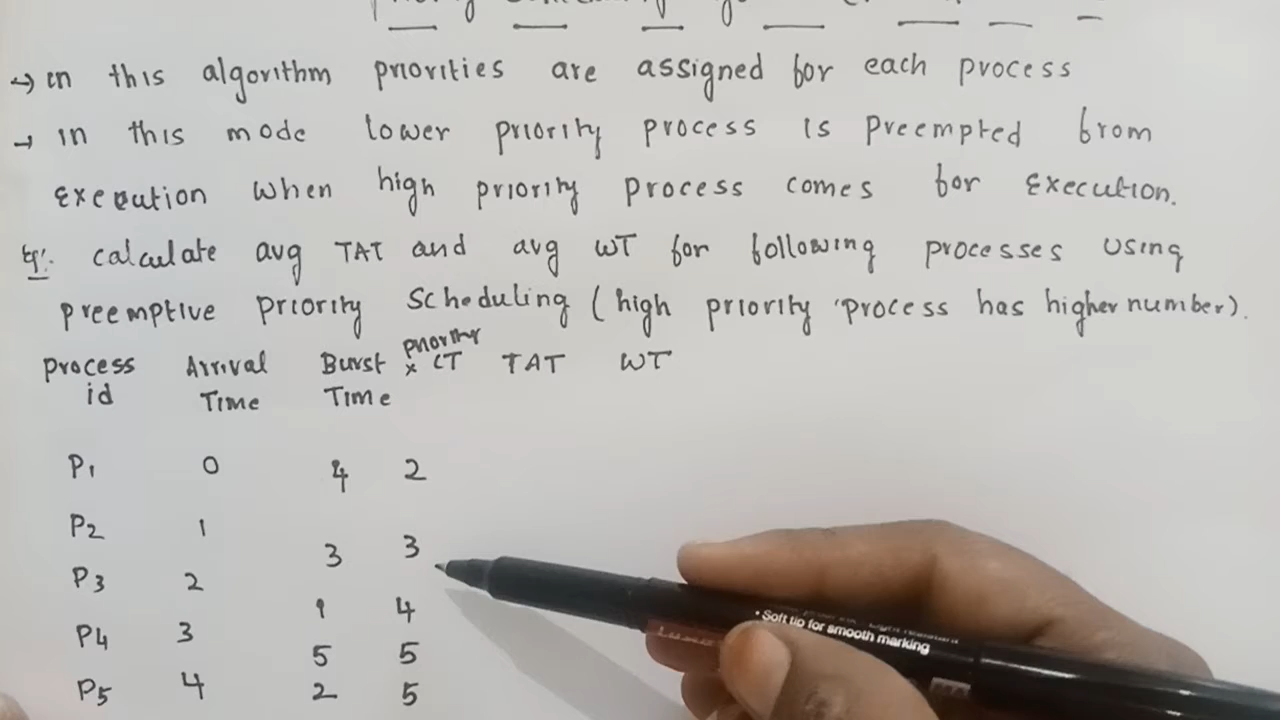 → In this algorithm priorities are assigned for each process
→ in this mode lower priority process is preempted from
execution when high priority process comes for execution.
Eg:- calculate avg TAT and avg WT for following processes using
preemptive priority scheduling (high priority process has higher number).
Process id Arrival Time Burst Time priority CT TAT WT
P1 0 4 2
P2 1 3 3
P3 2 1 4
P4 3 5 5
P5 4 2 5
• Soft tip for smooth marking